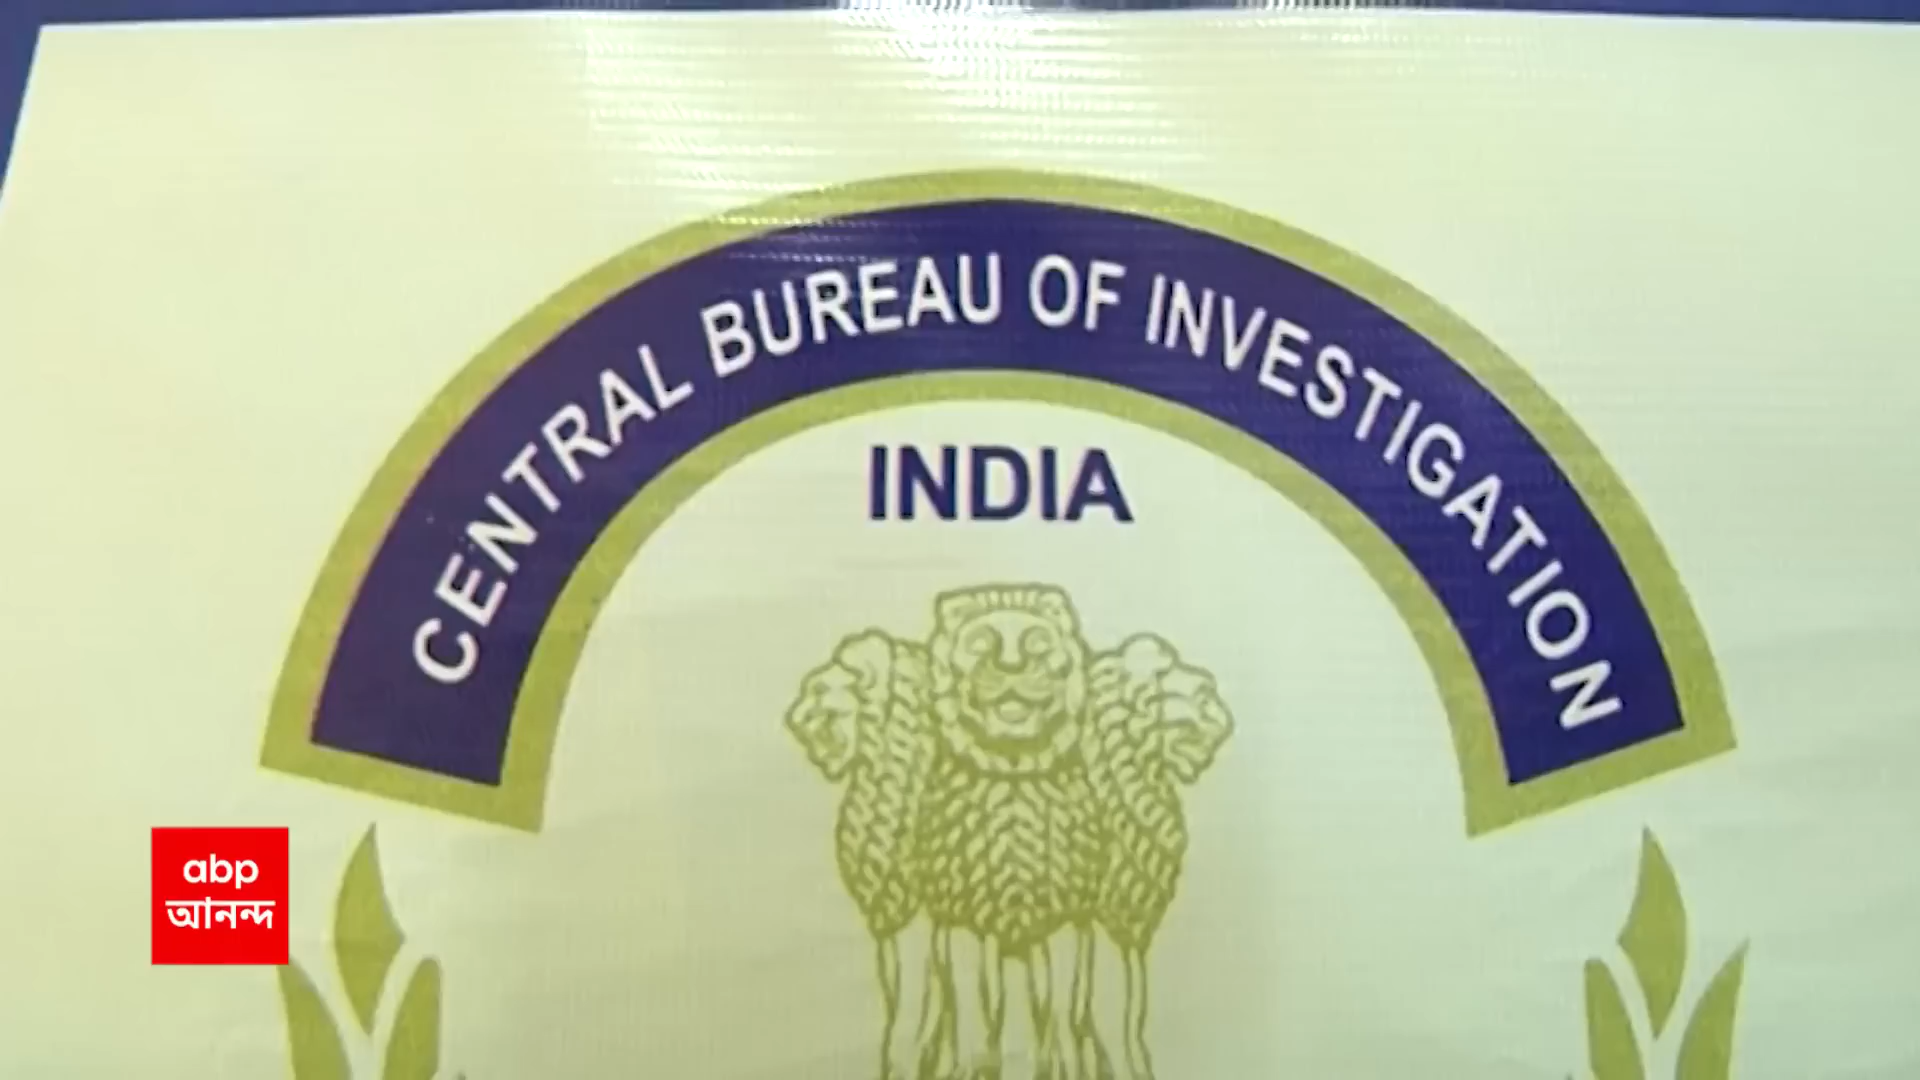 CENTRAL BUREAU OF INVESTIGATION
INDIA
abp
আনন্দ